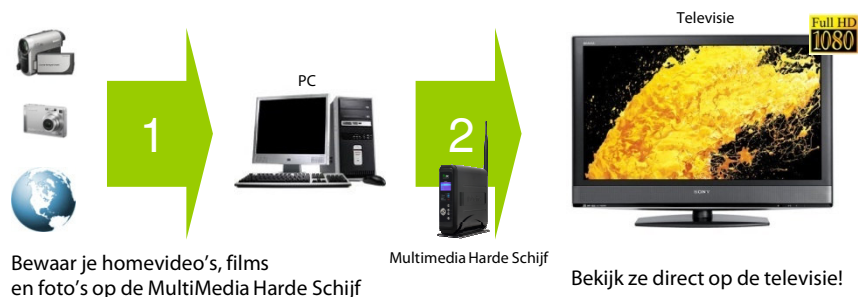 Televisie
Full HD
1080
PC
1
2
SONY
Multimedia Harde Schijf
Bewaar je homevideo's, films
en foto's op de MultiMedia Harde Schijf
Bekijk ze direct op de televisie!